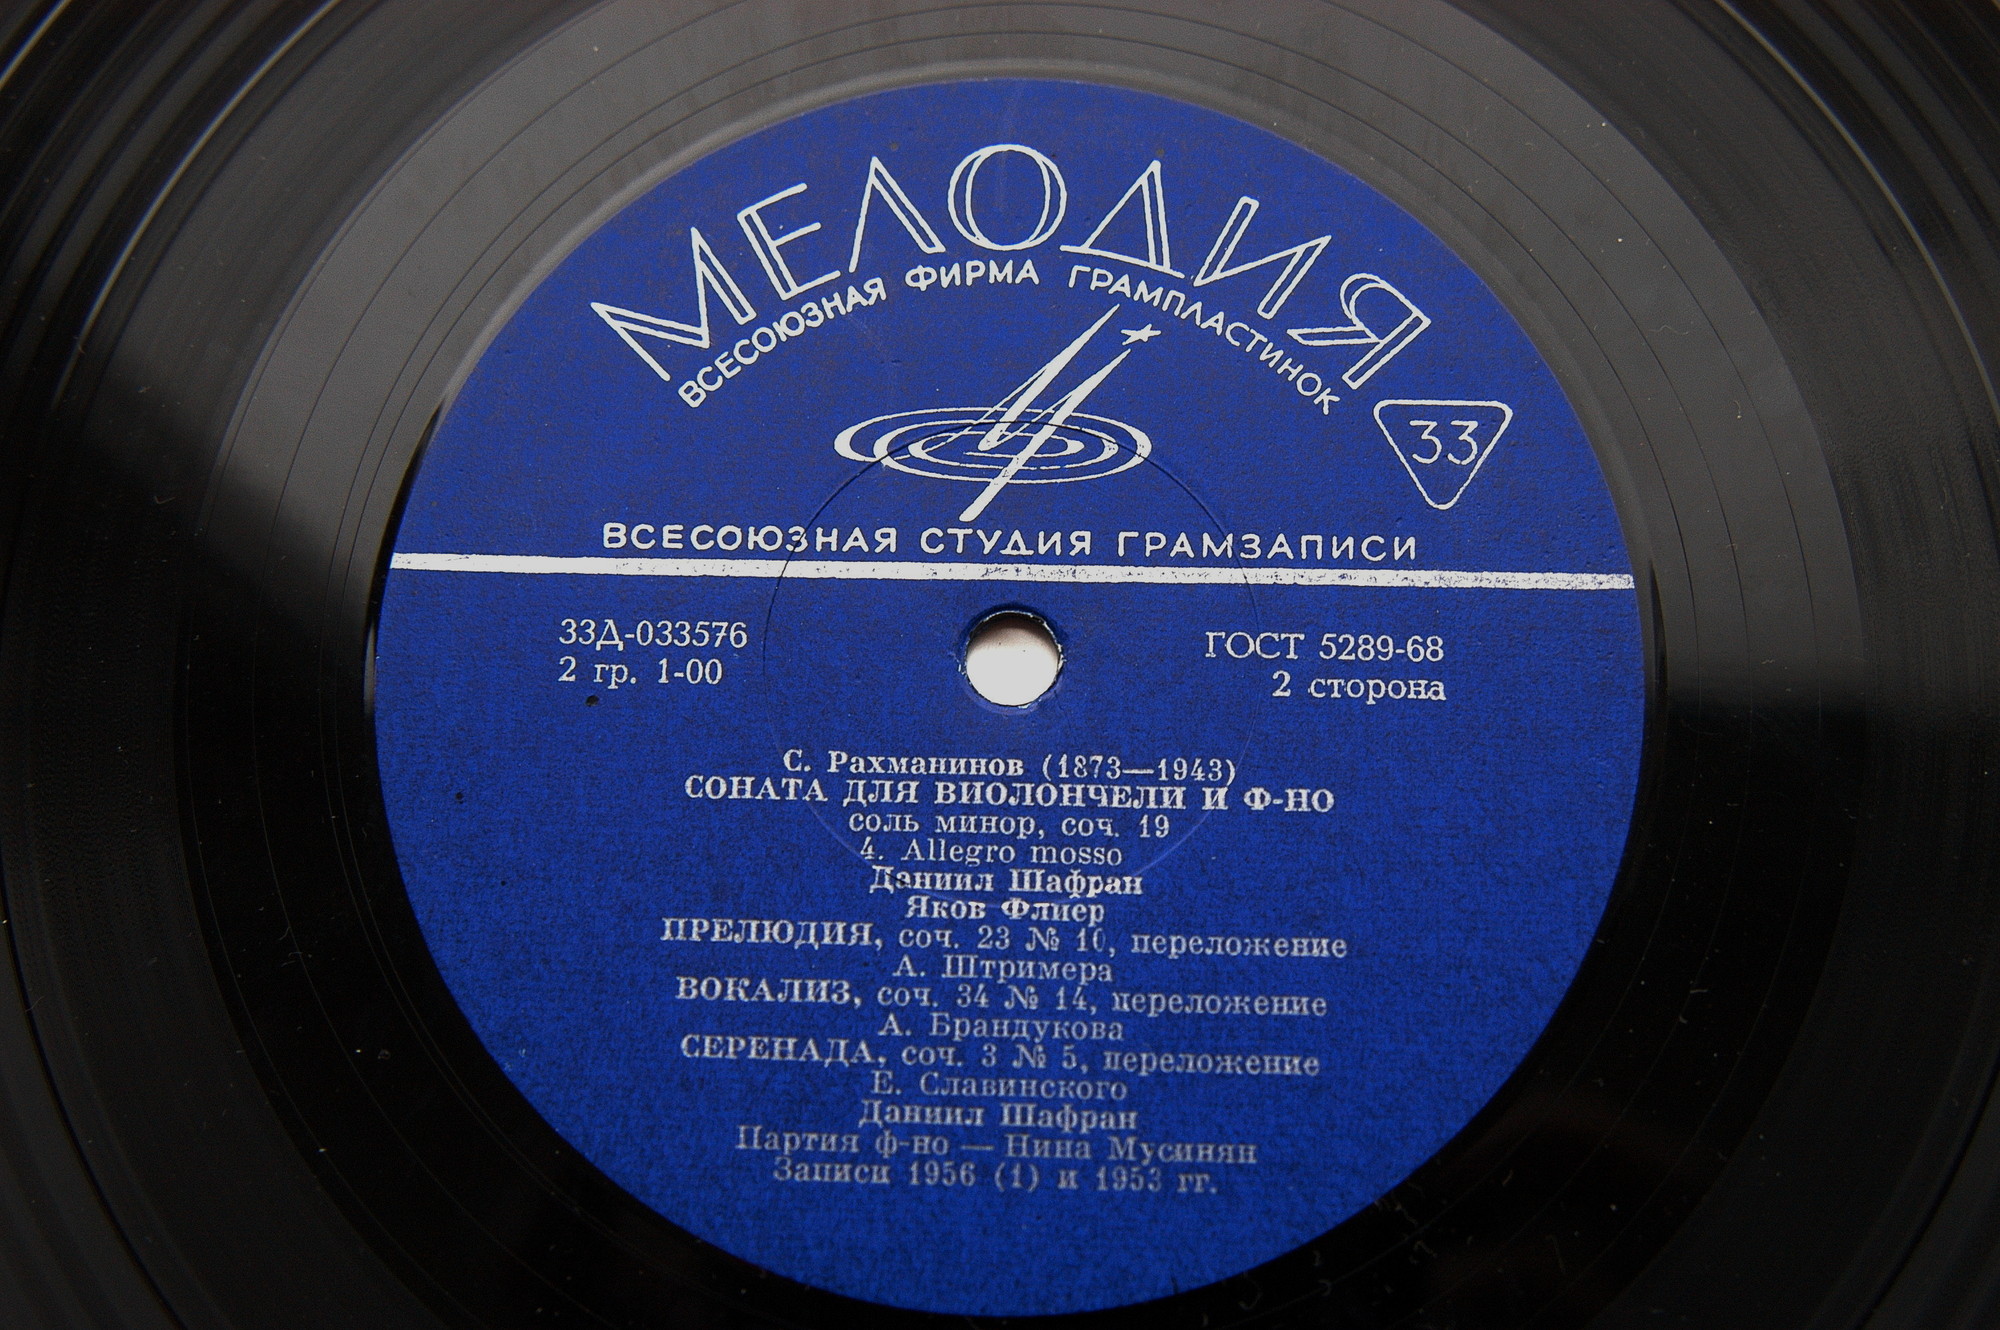 МЕЛОДИЯ
ВСЕСОЮЗНАЯ ФИРМА ГРАМПЛАСТИНОК
33
ВСЕСОЮЗНАЯ СТУДИЯ ГРАМЗАПИСИ
33Д-033576
2 гр. 1-00
ГОСТ 5289-68
2 сторона
С. Рахманинов (1873—1943)
СОНАТА ДЛЯ ВИОЛОНЧЕЛИ И Ф-НО
соль минор, соч. 19
4. Allegro mosso
Даниил Шафран
Яков Флиер
ПРЕЛЮДИЯ, соч. 23 № 10, переложение
А. Штримера
ВОКАЛИЗ, соч. 34 № 14, переложение
А. Брандукова
СЕРЕНАДА, соч. 3 № 5, переложение
Е. Славинского
Даниил Шафран
Партия ф-но — Нина Мусинян
Записи 1956 (1) и 1953 гг.